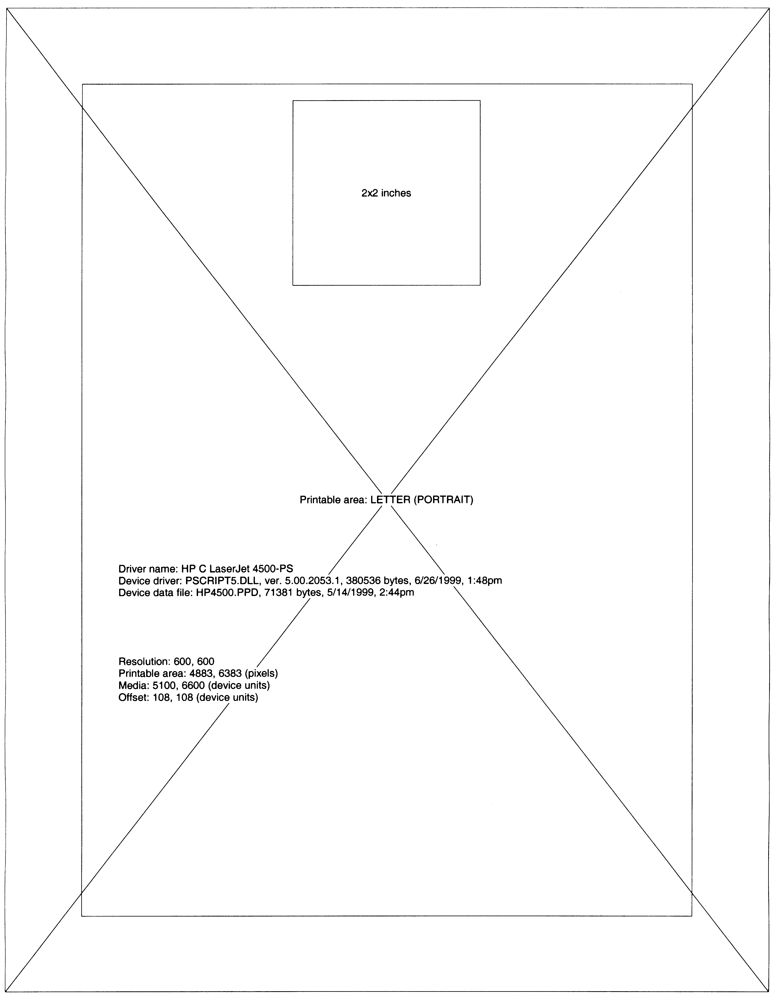 2x2 inches
Printable area: LETTER (PORTRAIT)
Driver name: HP C LaserJet 4500-PS
Device driver: PSCRIPT5.DLL, ver. 5.00.2053.1, 380536 bytes, 6/26/1999, 1:48pm
Device data file: HP4500.PPD, 71381 bytes, 5/14/1999, 2:44pm
Resolution: 600, 600
Printable area: 4883, 6383 (pixels)
Media: 5100, 6600 (device units)
Offset: 108, 108 (device units)